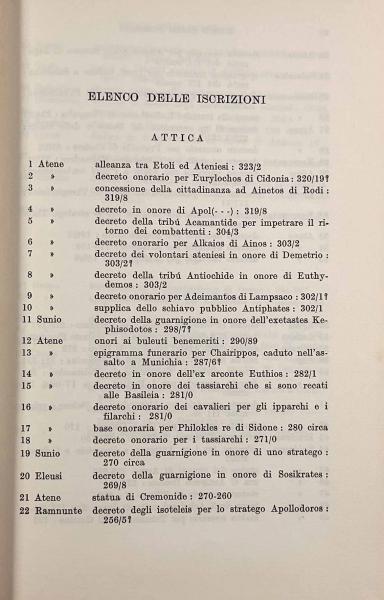 ELENCO DELLE ISCRIZIONI
ATTICA
1 Atene alleanza tra Etoli ed Ateniesi : 323/2
2 » decreto onorario per Eurylochos di Cidonia : 320/19?
3 » concessione della cittadinanza ad Ainetos di Rodi :
319/8
4 » decreto in onore di Apol(- - -) : 319/8
5 » decreto della tribú Acamantide per impetrare il ri-
torno dei combattenti : 304/3
6 » decreto onorario per Alkaios di Ainos : 303/2
7 » decreto dei volontari ateniesi in onore di Demetrio :
303/2?
8 » decreto della tribú Antiochide in onore di Euthy-
demos : 303/2
9 » decreto onorario per Adeimantos di Lampsaco : 302/1?
10 » supplica dello schiavo pubblico Antiphates : 302/1
11 Sunio decreto della guarnigione in onore dell'exetastes Ke-
phisodotos : 298/7?
12 Atene onori ai buleuti benemeriti : 290/89
13 » epigramma funerario per Chairippos, caduto nell'as-
salto a Munichia : 287/6?
14 » decreto in onore dell'ex arconte Euthios : 282/1
15 » decreto in onore dei tassiarchi che si sono recati
alle Basileia : 281/0
16 » decreto onorario dei cavalieri per gli ipparchi e i
filarchi : 281/0
17 » base onoraria per Philokles re di Sidone : 280 circa
18 » decreto onorario per i tassiarchi : 271/0
19 Sunio decreto della guarnigione in onore di uno stratego :
270 circa
20 Eleusi decreto della guarnigione in onore di Sosikrates :
269/8
21 Atene statua di Cremonide : 270-260
22 Ramnunte decreto degli isoteleis per lo stratego Apollodoros :
256/5?